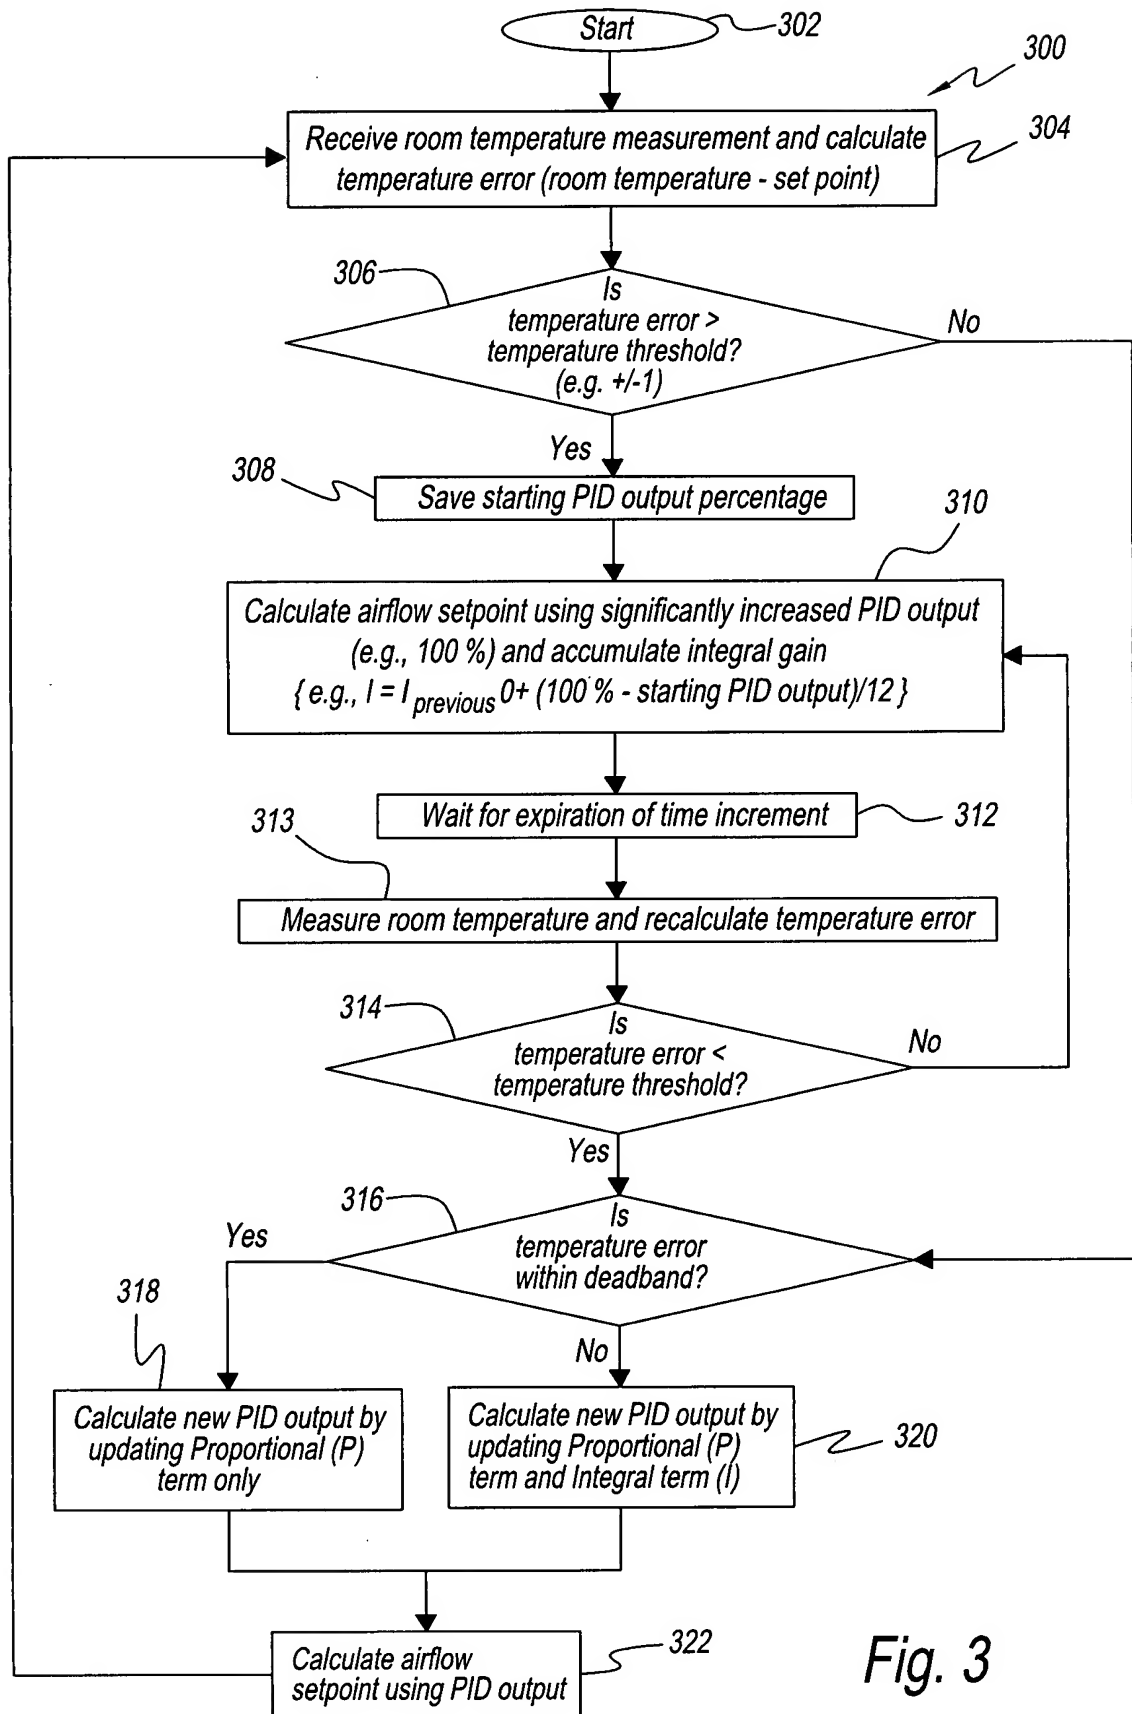 Start
302
300
Receive room temperature measurement and calculate
temperature error (room temperature - set point)
304
306
Is
temperature error >
temperature threshold?
(e.g. +/-1)
No
Yes
308
Save starting PID output percentage
310
Calculate airflow setpoint using significantly increased PID output
(e.g., 100 %) and accumulate integral gain
{ e.g., I = I previous 0+ (100 % - starting PID output)/12 }
Wait for expiration of time increment
312
313
Measure room temperature and recalculate temperature error
314
Is
temperature error <
temperature threshold?
No
Yes
316
Is
temperature error
within deadband?
Yes
No
318
Calculate new PID output by
updating Proportional (P)
term only
Calculate new PID output by
updating Proportional (P)
term and Integral term (I)
320
Calculate airflow
setpoint using PID output
322
Fig. 3